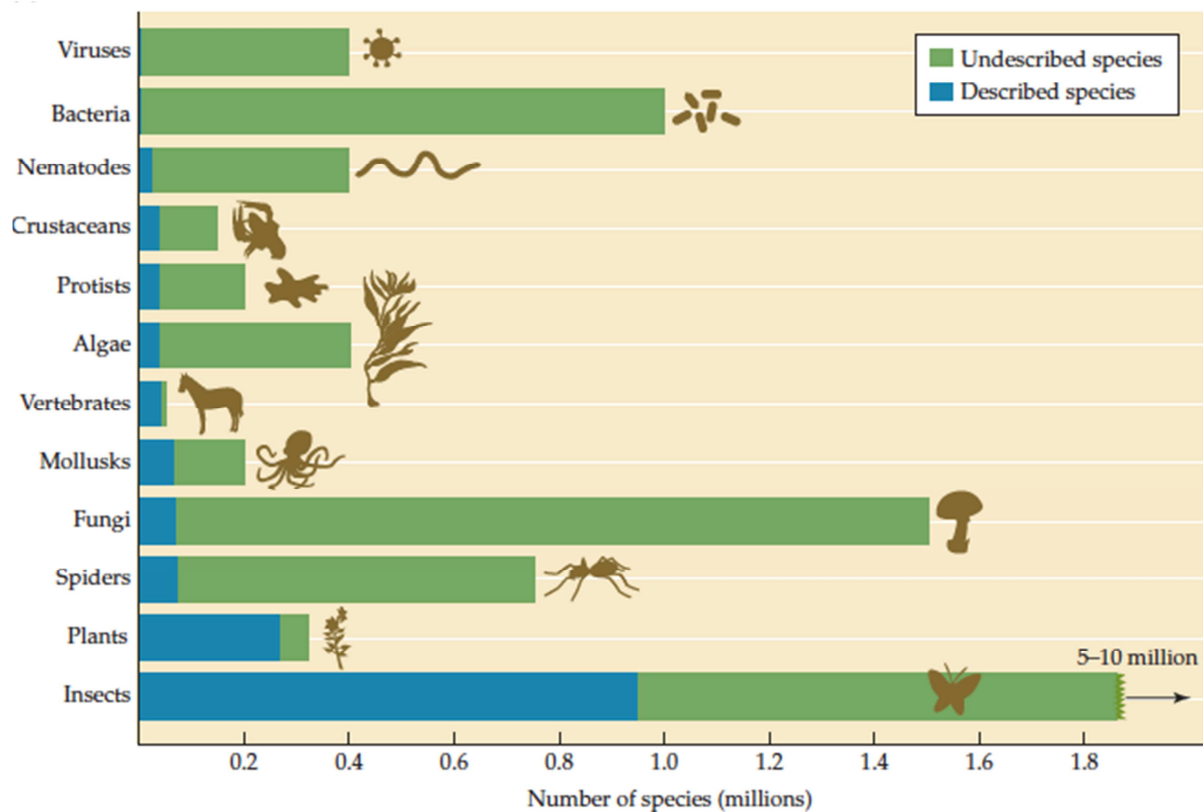 Viruses
Bacteria
Nematodes
Crustaceans
Protists
Algae
Vertebrates
Mollusks
Fungi
Spiders
Plants
Insects
Undescribed species
Described species
5–10 million
0.2 0.4 0.6 0.8 1.0 1.2 1.4 1.6 1.8
Number of species (millions)